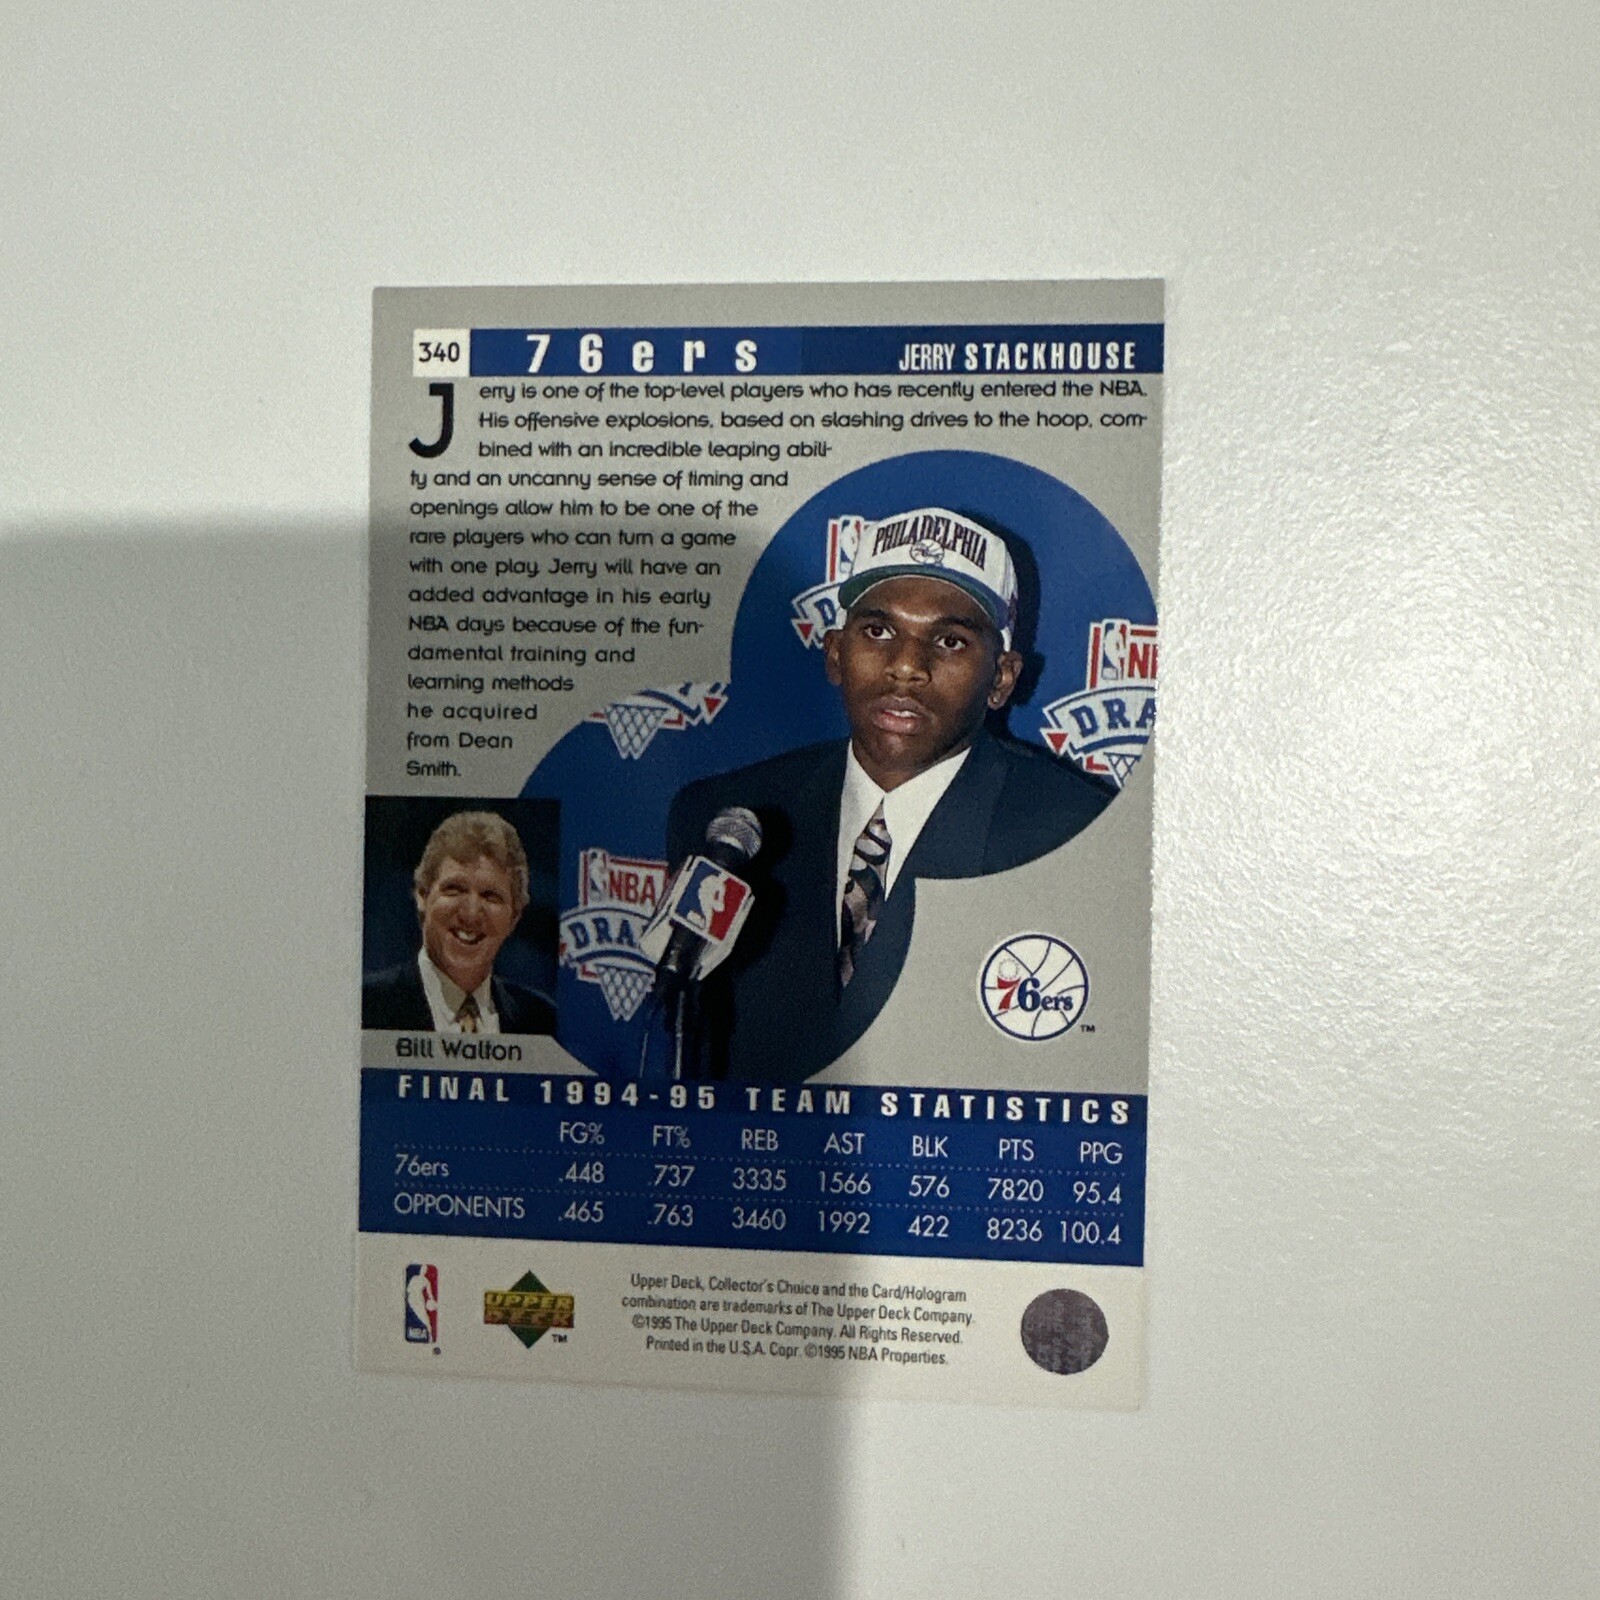 340 76ers JERRY STACKHOUSE
Jerry is one of the top-level players who has recently entered the NBA.
His offensive explosions, based on slashing drives to the hoop, com-
bined with an incredible leaping abili-
ty and an uncanny sense of timing and
openings allow him to be one of the
rare players who can turn a game
with one play. Jerry will have an
added advantage in his early
NBA days because of the fun-
damental training and
learning methods
he acquired
from Dean
Smith.
PHILADELPHIA
D
NB
DRA
NBA
DRA
76ers
TM
Bill Walton
FINAL 1994-95 TEAM STATISTICS
FG% FT% REB AST BLK PTS PPG
76ers .448 .737 3335 1566 576 7820 95.4
OPPONENTS .465 .763 3460 1992 422 8236 100.4
NBA ®
UPPER DECK TM
Upper Deck, Collector's Choice and the Card/Hologram
combination are trademarks of The Upper Deck Company.
©1995 The Upper Deck Company. All Rights Reserved.
Printed in the U.S.A. Copr. ©1995 NBA Properties.